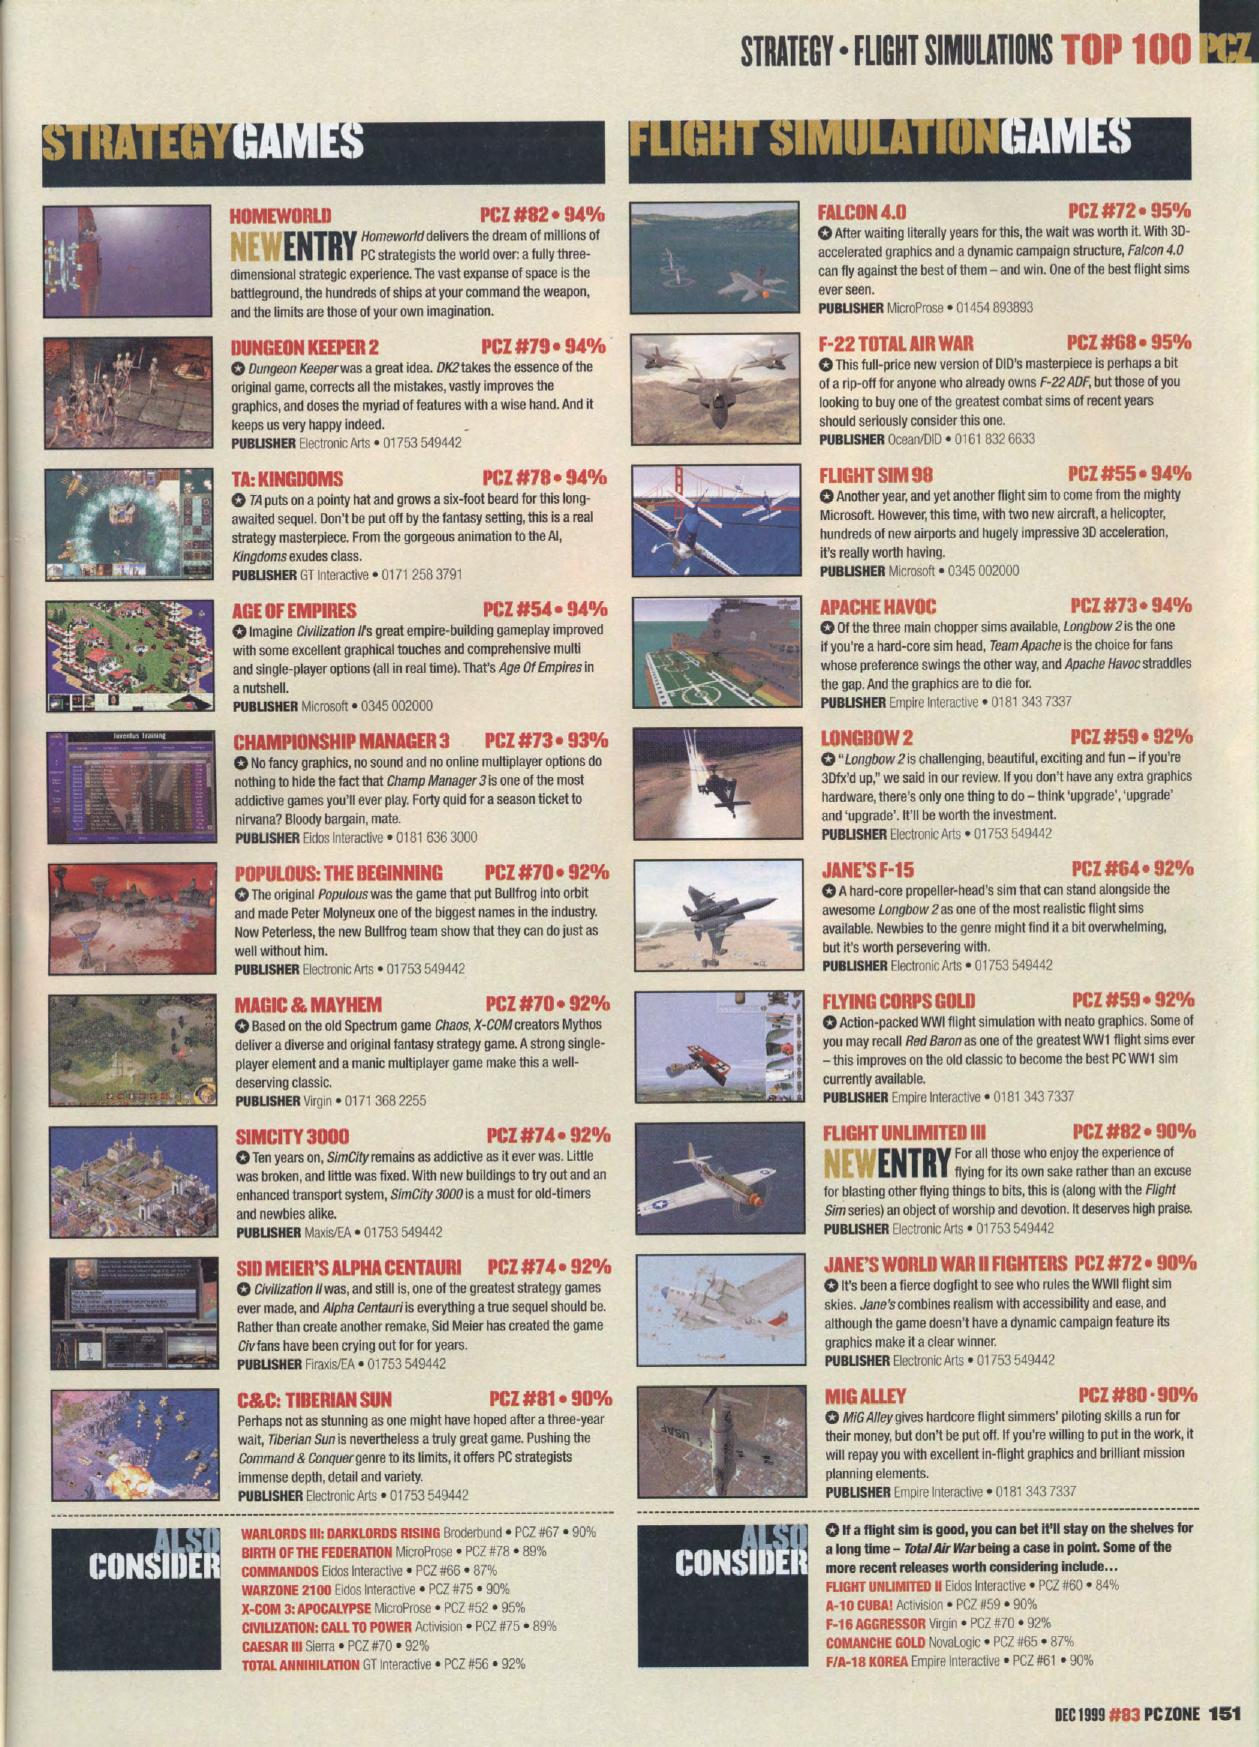 STRATEGY • FLIGHT SIMULATIONS TOP 100 PCZ
STRATEGYGAMES
HOMEWORLD PCZ #82 • 94%
NEWENTRY Homeworld delivers the dream of millions of
PC strategists the world over: a fully three-
dimensional strategic experience. The vast expanse of space is the
battleground, the hundreds of ships at your command the weapon,
and the limits are those of your own imagination.
DUNGEON KEEPER 2 PCZ #79 • 94%
✪ Dungeon Keeper was a great idea. DK2 takes the essence of the
original game, corrects all the mistakes, vastly improves the
graphics, and doses the myriad of features with a wise hand. And it
keeps us very happy indeed.
PUBLISHER Electronic Arts • 01753 549442
TA: KINGDOMS PCZ #78 • 94%
✪ TA puts on a pointy hat and grows a six-foot beard for this long-
awaited sequel. Don't be put off by the fantasy setting, this is a real
strategy masterpiece. From the gorgeous animation to the AI,
Kingdoms exudes class.
PUBLISHER GT Interactive • 0171 258 3791
AGE OF EMPIRES PCZ #54 • 94%
✪ Imagine Civilization II's great empire-building gameplay improved
with some excellent graphical touches and comprehensive multi
and single-player options (all in real time). That's Age Of Empires in
a nutshell.
PUBLISHER Microsoft • 0345 002000
Juventus Training
CHAMPIONSHIP MANAGER 3 PCZ #73 • 93%
✪ No fancy graphics, no sound and no online multiplayer options do
nothing to hide the fact that Champ Manager 3 is one of the most
addictive games you'll ever play. Forty quid for a season ticket to
nirvana? Bloody bargain, mate.
PUBLISHER Eidos Interactive • 0181 636 3000
POPULOUS: THE BEGINNING PCZ #70 • 92%
✪ The original Populous was the game that put Bullfrog into orbit
and made Peter Molyneux one of the biggest names in the industry.
Now Peterless, the new Bullfrog team show that they can do just as
well without him.
PUBLISHER Electronic Arts • 01753 549442
MAGIC & MAYHEM PCZ #70 • 92%
✪ Based on the old Spectrum game Chaos, X-COM creators Mythos
deliver a diverse and original fantasy strategy game. A strong single-
player element and a manic multiplayer game make this a well-
deserving classic.
PUBLISHER Virgin • 0171 368 2255
SIMCITY 3000 PCZ #74 • 92%
✪ Ten years on, SimCity remains as addictive as it ever was. Little
was broken, and little was fixed. With new buildings to try out and an
enhanced transport system, SimCity 3000 is a must for old-timers
and newbies alike.
PUBLISHER Maxis/EA • 01753 549442
SID MEIER'S ALPHA CENTAURI PCZ #74 • 92%
✪ Civilization II was, and still is, one of the greatest strategy games
ever made, and Alpha Centauri is everything a true sequel should be.
Rather than create another remake, Sid Meier has created the game
Civ fans have been crying out for for years.
PUBLISHER Firaxis/EA • 01753 549442
C&C: TIBERIAN SUN PCZ #81 • 90%
Perhaps not as stunning as one might have hoped after a three-year
wait, Tiberian Sun is nevertheless a truly great game. Pushing the
Command & Conquer genre to its limits, it offers PC strategists
immense depth, detail and variety.
PUBLISHER Electronic Arts • 01753 549442
ALSO
CONSIDER
WARLORDS III: DARKLORDS RISING Broderbund • PCZ #67 • 90%
BIRTH OF THE FEDERATION MicroProse • PCZ #78 • 89%
COMMANDOS Eidos Interactive • PCZ #66 • 87%
WARZONE 2100 Eidos Interactive • PCZ #75 • 90%
X-COM 3: APOCALYPSE MicroProse • PCZ #52 • 95%
CIVILIZATION: CALL TO POWER Activision • PCZ #75 • 89%
CAESAR III Sierra • PCZ #70 • 92%
TOTAL ANNIHILATION GT Interactive • PCZ #56 • 92%
FLIGHT SIMULATIONGAMES
FALCON 4.0 PCZ #72 • 95%
✪ After waiting literally years for this, the wait was worth it. With 3D-
accelerated graphics and a dynamic campaign structure, Falcon 4.0
can fly against the best of them – and win. One of the best flight sims
ever seen.
PUBLISHER MicroProse • 01454 893893
F-22 TOTAL AIR WAR PCZ #68 • 95%
✪ This full-price new version of DID's masterpiece is perhaps a bit
of a rip-off for anyone who already owns F-22 ADF, but those of you
looking to buy one of the greatest combat sims of recent years
should seriously consider this one.
PUBLISHER Ocean/DID • 0161 832 6633
FLIGHT SIM 98 PCZ #55 • 94%
✪ Another year, and yet another flight sim to come from the mighty
Microsoft. However, this time, with two new aircraft, a helicopter,
hundreds of new airports and hugely impressive 3D acceleration,
it's really worth having.
PUBLISHER Microsoft • 0345 002000
APACHE HAVOC PCZ #73 • 94%
✪ Of the three main chopper sims available, Longbow 2 is the one
if you're a hard-core sim head, Team Apache is the choice for fans
whose preference swings the other way, and Apache Havoc straddles
the gap. And the graphics are to die for.
PUBLISHER Empire Interactive • 0181 343 7337
LONGBOW 2 PCZ #59 • 92%
✪ "Longbow 2 is challenging, beautiful, exciting and fun – if you're
3Dfx'd up," we said in our review. If you don't have any extra graphics
hardware, there's only one thing to do – think 'upgrade', 'upgrade'
and 'upgrade'. It'll be worth the investment.
PUBLISHER Electronic Arts • 01753 549442
JANE'S F-15 PCZ #64 • 92%
✪ A hard-core propeller-head's sim that can stand alongside the
awesome Longbow 2 as one of the most realistic flight sims
available. Newbies to the genre might find it a bit overwhelming,
but it's worth persevering with.
PUBLISHER Electronic Arts • 01753 549442
FLYING CORPS GOLD PCZ #59 • 92%
✪ Action-packed WWI flight simulation with neato graphics. Some of
you may recall Red Baron as one of the greatest WW1 flight sims ever
– this improves on the old classic to become the best PC WW1 sim
currently available.
PUBLISHER Empire Interactive • 0181 343 7337
FLIGHT UNLIMITED III PCZ #82 • 90%
NEWENTRY For all those who enjoy the experience of
flying for its own sake rather than an excuse
for blasting other flying things to bits, this is (along with the Flight
Sim series) an object of worship and devotion. It deserves high praise.
PUBLISHER Electronic Arts • 01753 549442
JANE'S WORLD WAR II FIGHTERS PCZ #72 • 90%
✪ It's been a fierce dogfight to see who rules the WWII flight sim
skies. Jane's combines realism with accessibility and ease, and
although the game doesn't have a dynamic campaign feature its
graphics make it a clear winner.
PUBLISHER Electronic Arts • 01753 549442
USAF
MIG ALLEY PCZ #80 • 90%
✪ MiG Alley gives hardcore flight simmers' piloting skills a run for
their money, but don't be put off. If you're willing to put in the work, it
will repay you with excellent in-flight graphics and brilliant mission
planning elements.
PUBLISHER Empire Interactive • 0181 343 7337
ALSO
CONSIDER
✪ If a flight sim is good, you can bet it'll stay on the shelves for
a long time – Total Air War being a case in point. Some of the
more recent releases worth considering include...
FLIGHT UNLIMITED II Eidos Interactive • PCZ #60 • 84%
A-10 CUBA! Activision • PCZ #59 • 90%
F-16 AGGRESSOR Virgin • PCZ #70 • 92%
COMANCHE GOLD NovaLogic • PCZ #65 • 87%
F/A-18 KOREA Empire Interactive • PCZ #61 • 90%
DEC 1999 #83 PC ZONE 151